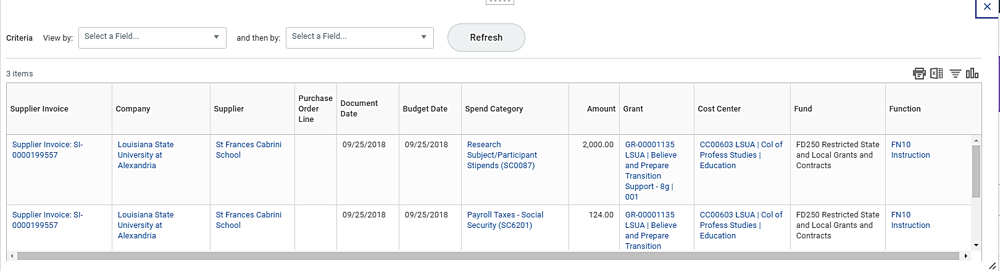 Criteria View by: Select a Field... and then by: Select a Field... Refresh
3 items
Supplier Invoice
Company
Supplier
Purchase
Order
Line
Document
Date
Budget Date
Spend Category
Amount
Grant
Cost Center
Fund
Function
Supplier Invoice: SI-
0000199557
Louisiana State
University at
Alexandria
St Frances Cabrini
School
09/25/2018
09/25/2018
Research
Subject/Participant
Stipends (SC0087)
2,000.00
GR-00001135
LSUA | Believe
and Prepare
Transition
Support - 8g |
001
CC00603 LSUA | Col of
Profess Studies |
Education
FD250 Restricted State
and Local Grants and
Contracts
FN10
Instruction
Supplier Invoice: SI-
0000199557
Louisiana State
University at
Alexandria
St Frances Cabrini
School
09/25/2018
09/25/2018
Payroll Taxes - Social
Security (SC6201)
124.00
GR-00001135
LSUA | Believe
and Prepare
Transition
CC00603 LSUA | Col of
Profess Studies |
Education
FD250 Restricted State
and Local Grants and
Contracts
FN10
Instruction